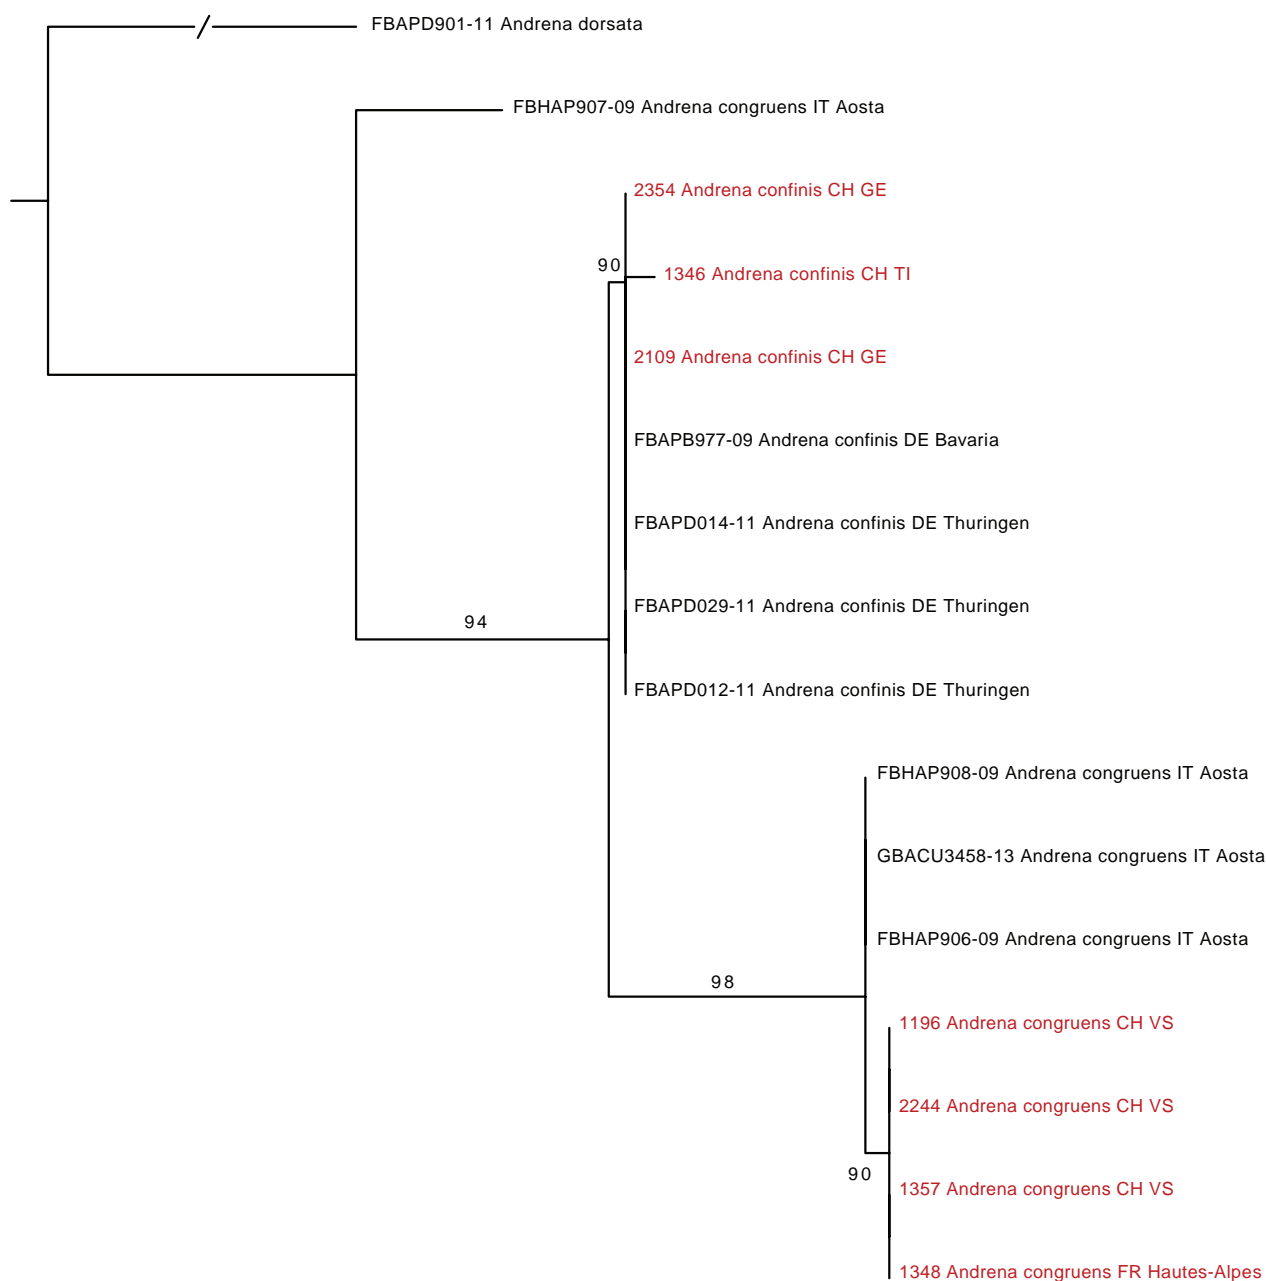 FBAPD901-11 Andrena dorsata
FBHAP907-09 Andrena congruens IT Aosta
2354 Andrena confinis CH GE
90
1346 Andrena confinis CH TI
2109 Andrena confinis CH GE
FBAPB977-09 Andrena confinis DE Bavaria
FBAPD014-11 Andrena confinis DE Thuringen
FBAPD029-11 Andrena confinis DE Thuringen
94
FBAPD012-11 Andrena confinis DE Thuringen
FBHAP908-09 Andrena congruens IT Aosta
GBACU3458-13 Andrena congruens IT Aosta
FBHAP906-09 Andrena congruens IT Aosta
98
1196 Andrena congruens CH VS
2244 Andrena congruens CH VS
90
1357 Andrena congruens CH VS
1348 Andrena congruens FR Hautes-Alpes